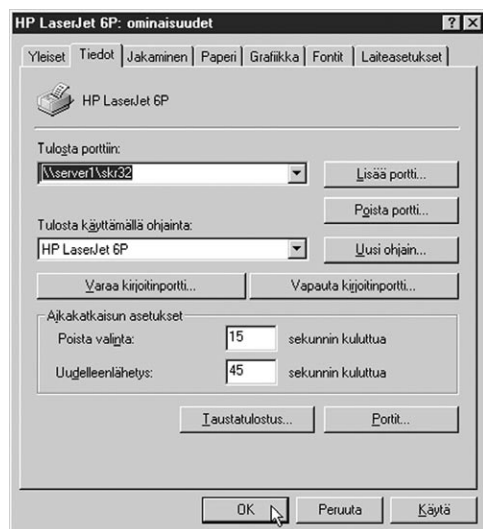 HP LaserJet 6P: ominaisuudet
Yleiset Tiedot Jakaminen Paperi Grafiikka Fontit Laiteasetukset
HP LaserJet 6P
Tulosta porttiin:
\\server1\skr32
Lisää portti...
Poista portti...
Tulosta käyttämällä ohjainta:
HP LaserJet 6P
Uusi ohjain...
Varaa kirjoitinportti... Vapauta kirjoitinportti...
Aikakatkaisun asetukset
Poista valinta: 15 sekunnin kuluttua
Uudelleenlähetys: 45 sekunnin kuluttua
Taustatulostus... Portit...
OK Peruuta Käytä